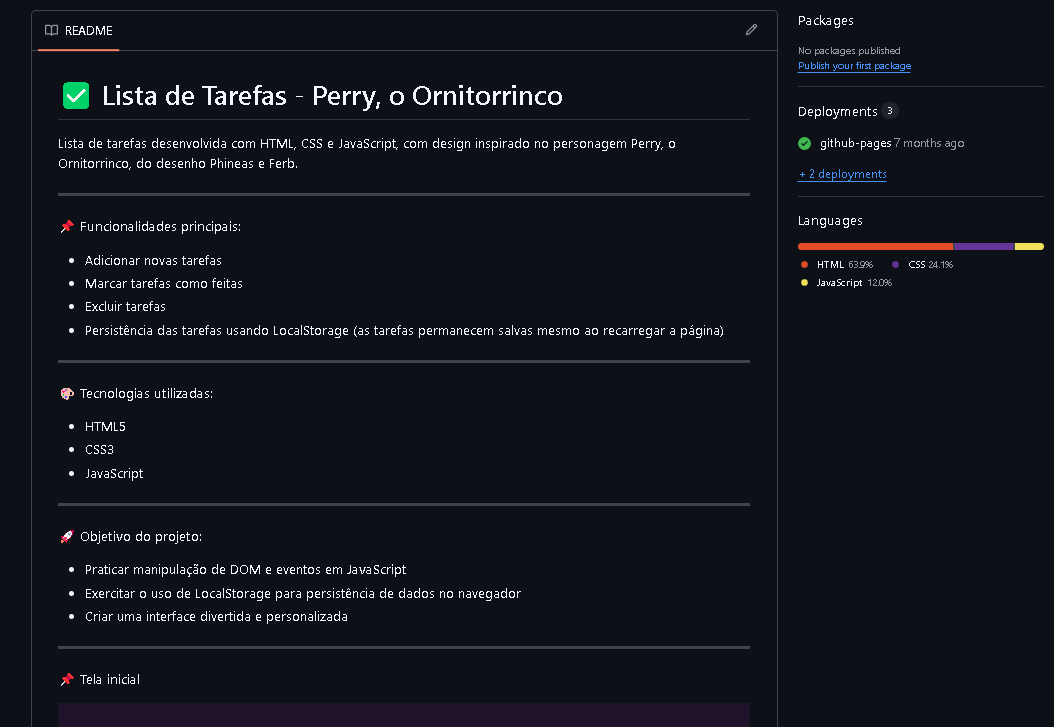 README
✅ Lista de Tarefas - Perry, o Ornitorrinco
Lista de tarefas desenvolvida com HTML, CSS e JavaScript, com design inspirado no personagem Perry, o
Ornitorrinco, do desenho Phineas e Ferb.
📌 Funcionalidades principais:
• Adicionar novas tarefas
• Marcar tarefas como feitas
• Excluir tarefas
• Persistência das tarefas usando LocalStorage (as tarefas permanecem salvas mesmo ao recarregar a página)
🎨 Tecnologias utilizadas:
• HTML5
• CSS3
• JavaScript
🚀 Objetivo do projeto:
• Praticar manipulação de DOM e eventos em JavaScript
• Exercitar o uso de LocalStorage para persistência de dados no navegador
• Criar uma interface divertida e personalizada
📌 Tela inicial
Packages
No packages published
Publish your first package
Deployments 3
github-pages 7 months ago
+ 2 deployments
Languages
HTML 63.9% CSS 24.1%
JavaScript 12.0%